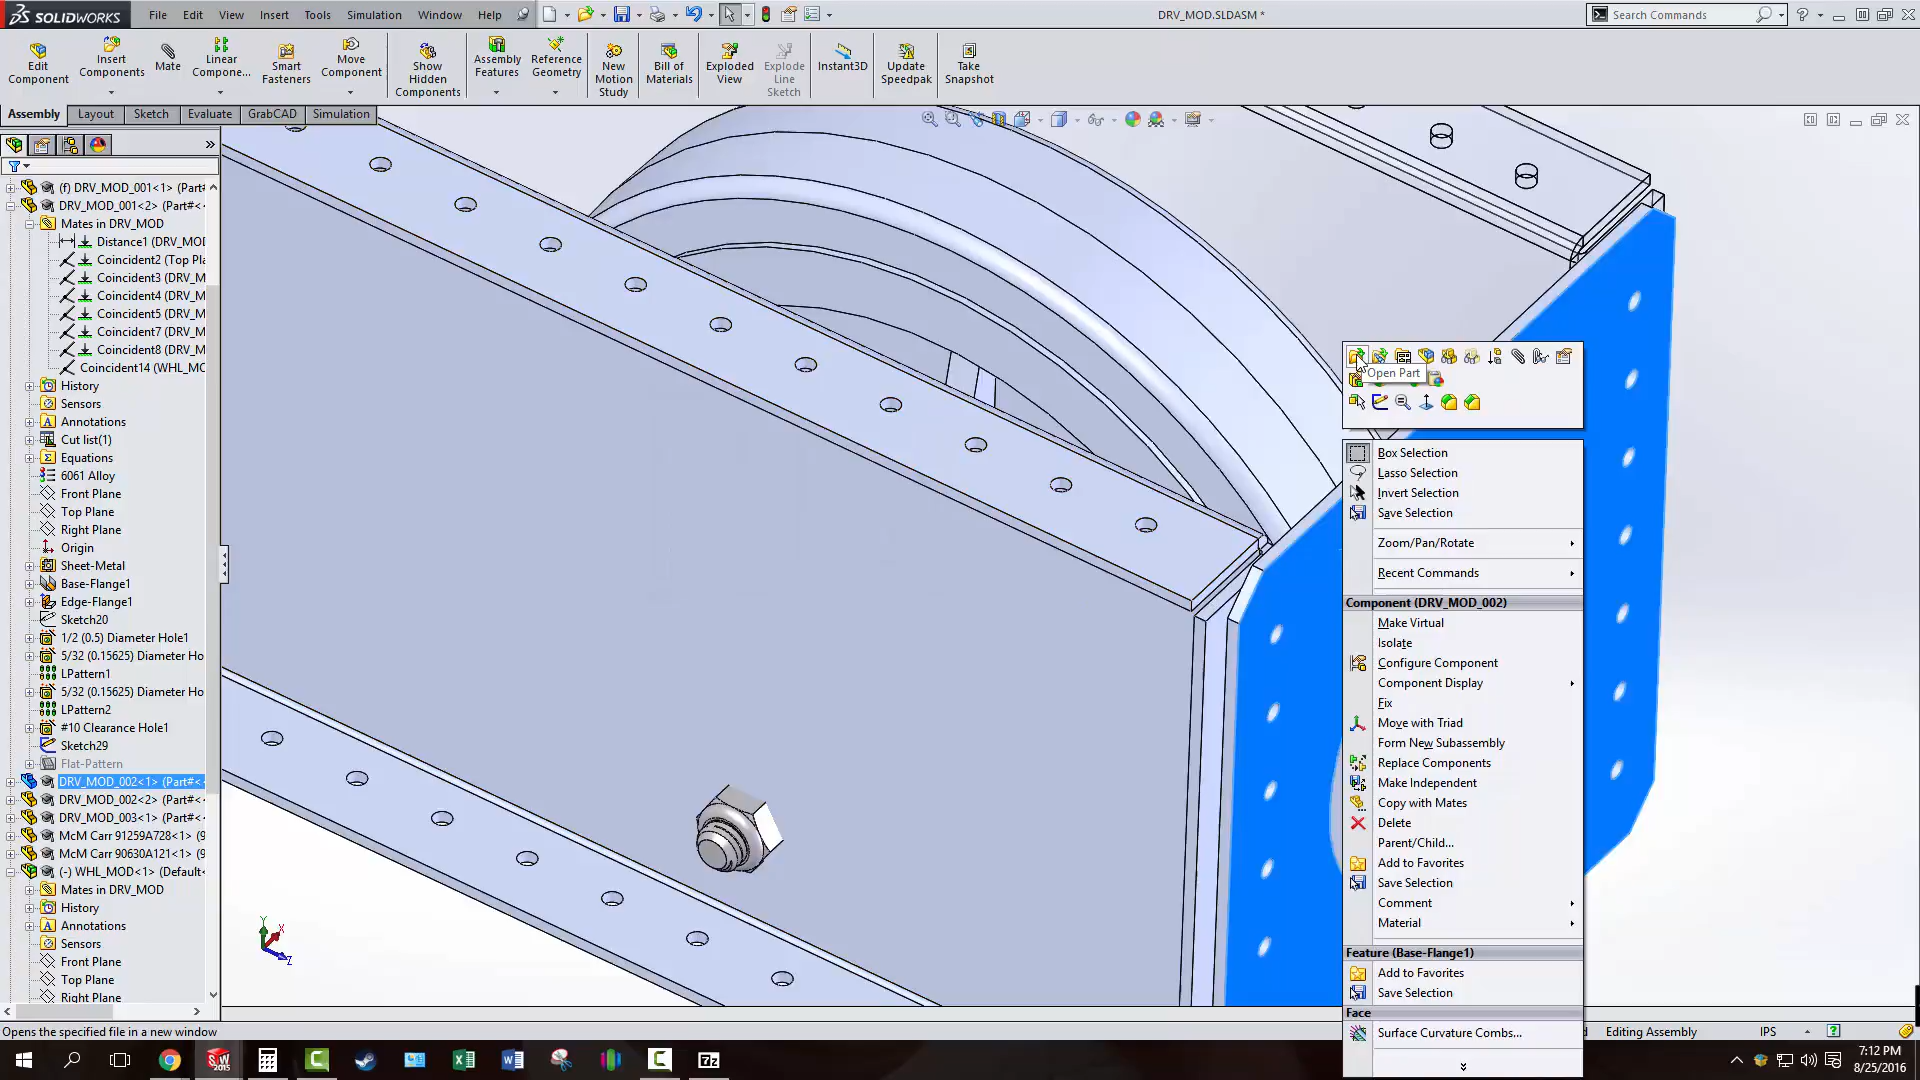 SOLIDWORKS
File Edit View Insert Tools Simulation Window Help
DRV_MOD.SLDASM *
Search Commands
Edit Component
Insert Components
Mate
Linear Compone...
Smart Fasteners
Move Component
Show Hidden Components
Assembly Features
Reference Geometry
New Motion Study
Bill of Materials
Exploded View
Explode Line Sketch
Instant3D
Update Speedpak
Take Snapshot
Assembly Layout Sketch Evaluate GrabCAD Simulation
(f) DRV_MOD_001<1> (Part#
DRV_MOD_001<2> (Part#<
Mates in DRV_MOD
Distance1 (DRV_MOD
Coincident2 (Top Pla
Coincident3 (DRV_M
Coincident4 (DRV_M
Coincident5 (DRV_M
Coincident7 (DRV_M
Coincident8 (DRV_M
Coincident14 (WHL_MO
History
Sensors
Annotations
Cut list(1)
Equations
6061 Alloy
Front Plane
Top Plane
Right Plane
Origin
Sheet-Metal
Base-Flange1
Edge-Flange1
Sketch20
1/2 (0.5) Diameter Hole1
5/32 (0.15625) Diameter Ho
LPattern1
5/32 (0.15625) Diameter Ho
LPattern2
#10 Clearance Hole1
Sketch29
Flat-Pattern
DRV_MOD_002<1> (Part#<
DRV_MOD_002<2> (Part#<
DRV_MOD_003<1> (Part#<
McM Carr 91259A728<1> (9
McM Carr 90630A121<1> (9
(-) WHL_MOD<1> (Default<
Mates in DRV_MOD
History
Annotations
Sensors
Front Plane
Top Plane
Right Plane
Y
X
Z
Open Part
Box Selection
Lasso Selection
Invert Selection
Save Selection
Zoom/Pan/Rotate
Recent Commands
Component (DRV_MOD_002)
Make Virtual
Isolate
Configure Component
Component Display
Fix
Move with Triad
Form New Subassembly
Replace Components
Make Independent
Copy with Mates
Delete
Parent/Child...
Add to Favorites
Save Selection
Comment
Material
Feature (Base-Flange1)
Add to Favorites
Save Selection
Face
Surface Curvature Combs...
Opens the specified file in a new window
d Editing Assembly IPS
SW 2015
7z
7:12 PM
8/25/2016